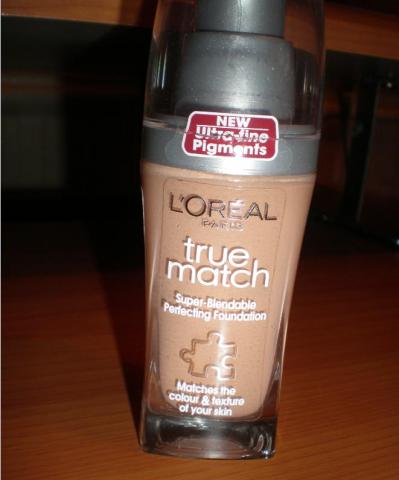 NEW
Ultra-fine
Pigments
L'ORÉAL
PARIS
true
match
Super-Blendable
Perfecting Foundation
Matches the
colour & texture
of your skin